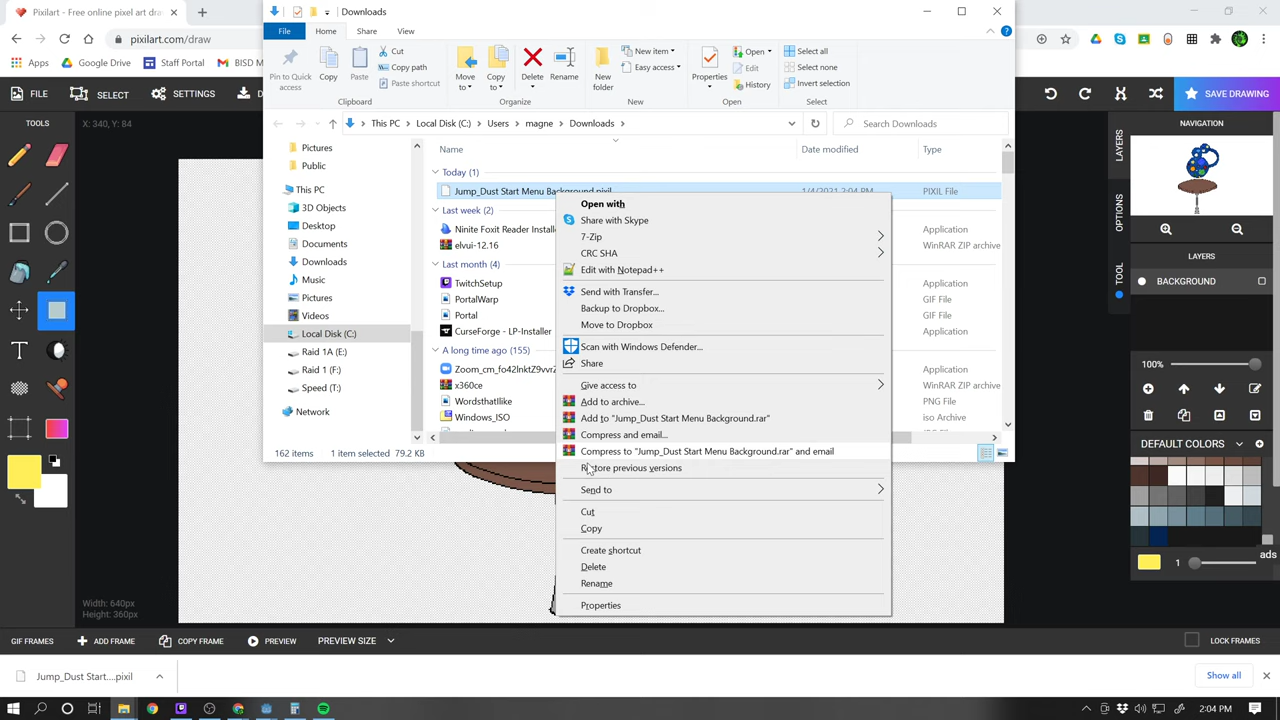 Pixilart - Free online pixel art draw
Downloads
pixilart.com/draw
File
Home
Share
View
Apps
Google Drive
Staff Portal
BISD M
Pin to Quick access
Copy
Paste
Cut
Copy path
Paste shortcut
Clipboard
Move to
Copy to
Delete
Rename
Organize
New folder
New item
Easy access
New
Properties
Open
Edit
History
Open
Select all
Select none
Invert selection
Select
FILE
SELECT
SETTINGS
D
SAVE DRAWING
This PC
Local Disk (C:)
Users
magne
Downloads
Search Downloads
TOOLS
X: 340, Y: 84
NAVIGATION
LAYERS
OPTIONS
TOOL
Pictures
Public
This PC
3D Objects
Desktop
Documents
Downloads
Music
Pictures
Videos
Local Disk (C:)
Raid 1A (E:)
Raid 1 (F:)
Speed (T:)
Network
Name
Date modified
Type
Today (1)
Jump_Dust Start Menu Background.pixil
1/4/2021 2:04 PM
PIXIL File
Last week (2)
Ninite Foxit Reader Instal
Application
elvui-12.16
WinRAR ZIP archive
Last month (4)
TwitchSetup
Application
PortalWarp
GIF File
Portal
GIF File
CurseForge - LP-Installer
Application
A long time ago (155)
Zoom_cm_fo42lnktZ9vvrZ
Application
x360ce
WinRAR ZIP archive
WordsthatIlike
PNG File
Windows_ISO
iso Archive
162 items
1 item selected
79.2 KB
Open with
Share with Skype
7-Zip
CRC SHA
Edit with Notepad++
Send with Transfer...
Backup to Dropbox...
Move to Dropbox
Scan with Windows Defender...
Share
Give access to
Add to archive...
Add to "Jump_Dust Start Menu Background.rar"
Compress and email...
Compress to "Jump_Dust Start Menu Background.rar" and email
Restore previous versions
Send to
Cut
Copy
Create shortcut
Delete
Rename
Properties
LAYERS
BACKGROUND
100%
DEFAULT COLORS
ads
1
Width: 640px
Height: 360px
GIF FRAMES
ADD FRAME
COPY FRAME
PREVIEW
PREVIEW SIZE
LOCK FRAMES
Jump_Dust Start....pixil
Show all
2:04 PM